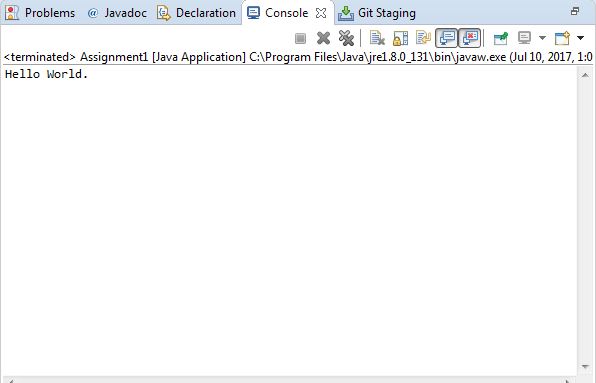 Problems @ Javadoc Declaration Console Git Staging
<terminated> Assignment1 [Java Application] C:\Program Files\Java\jre1.8.0_131\bin\javaw.exe (Jul 10, 2017, 1:0
Hello World.